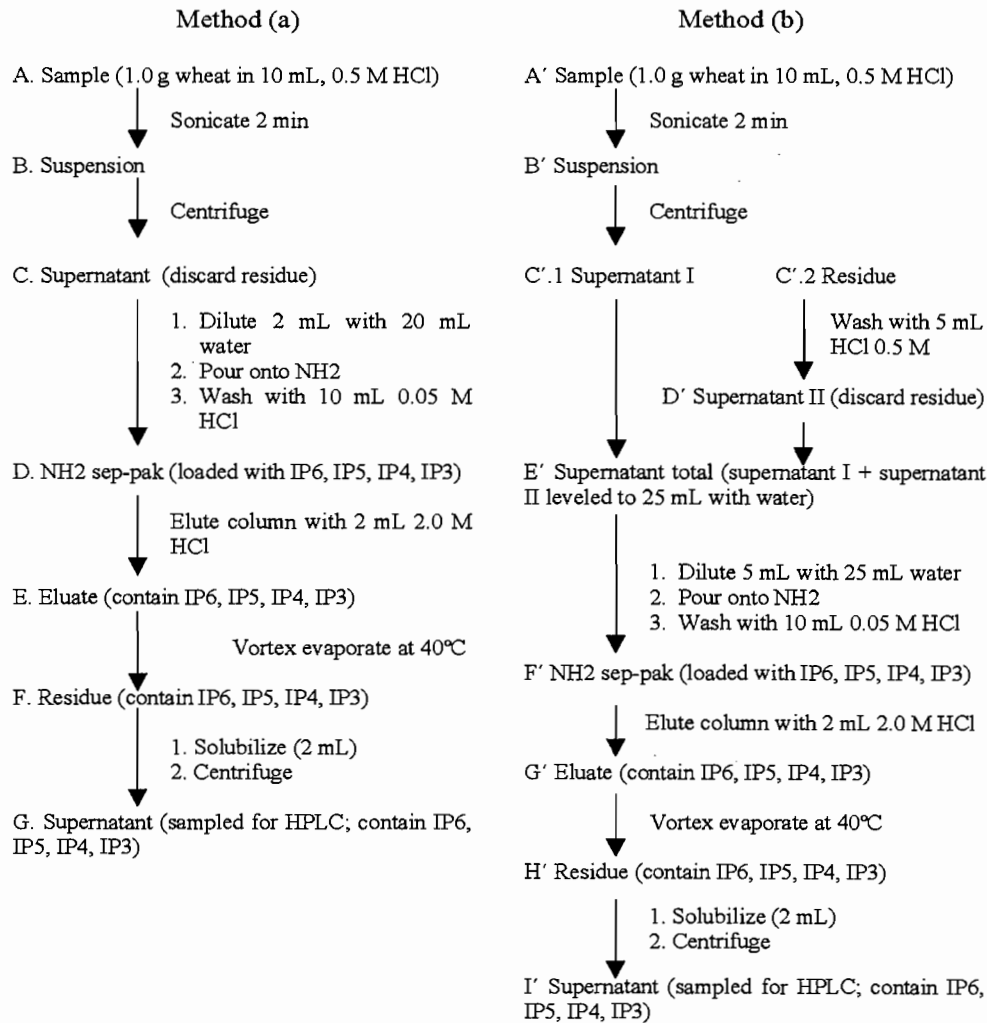 Method (a)
A. Sample (1.0 g wheat in 10 mL, 0.5 M HCl)
Sonicate 2 min
B. Suspension
Centrifuge
C. Supernatant (discard residue)
1. Dilute 2 mL with 20 mL
water
2. Pour onto NH2
3. Wash with 10 mL 0.05 M
HCl
D. NH2 sep-pak (loaded with IP6, IP5, IP4, IP3)
Elute column with 2 mL 2.0 M
HCl
E. Eluate (contain IP6, IP5, IP4, IP3)
Vortex evaporate at 40ºC
F. Residue (contain IP6, IP5, IP4, IP3)
1. Solubilize (2 mL)
2. Centrifuge
G. Supernatant (sampled for HPLC; contain IP6,
IP5, IP4, IP3)
Method (b)
A′ Sample (1.0 g wheat in 10 mL, 0.5 M HCl)
Sonicate 2 min
B′ Suspension
Centrifuge
C′.1 Supernatant I
C′.2 Residue
Wash with 5 mL
HCl 0.5 M
D′ Supernatant II (discard residue)
E′ Supernatant total (supernatant I + supernatant
II leveled to 25 mL with water)
1. Dilute 5 mL with 25 mL water
2. Pour onto NH2
3. Wash with 10 mL 0.05 M HCl
F′ NH2 sep-pak (loaded with IP6, IP5, IP4, IP3)
Elute column with 2 mL 2.0 M HCl
G′ Eluate (contain IP6, IP5, IP4, IP3)
Vortex evaporate at 40ºC
H′ Residue (contain IP6, IP5, IP4, IP3)
1. Solubilize (2 mL)
2. Centrifuge
I′ Supernatant (sampled for HPLC; contain IP6,
IP5, IP4, IP3)